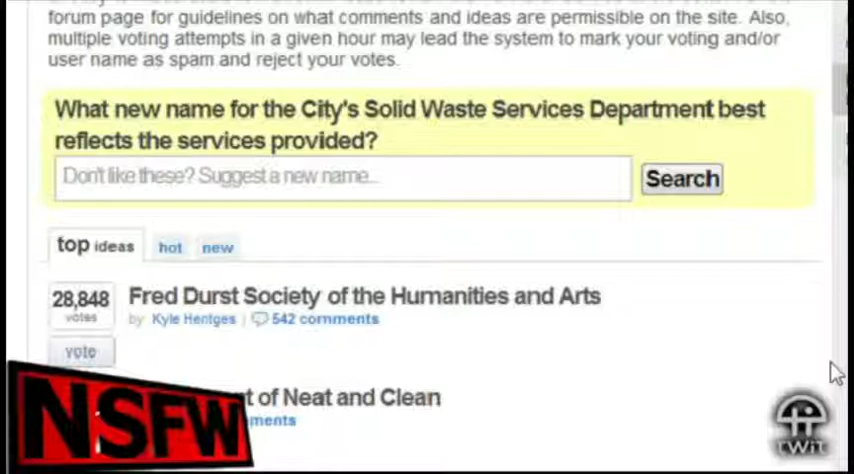 forum page for guidelines on what comments and ideas are permissible on the site. Also,
multiple voting attempts in a given hour may lead the system to mark your voting and/or
user name as spam and reject your votes.
What new name for the City's Solid Waste Services Department best
reflects the services provided?
Don't like these? Suggest a new name...
Search
top ideas
hot
new
28,848
votes
Fred Durst Society of the Humanities and Arts
by Kyle Hentges | 542 comments
vote
of Neat and Clean
NSFW
TWiT